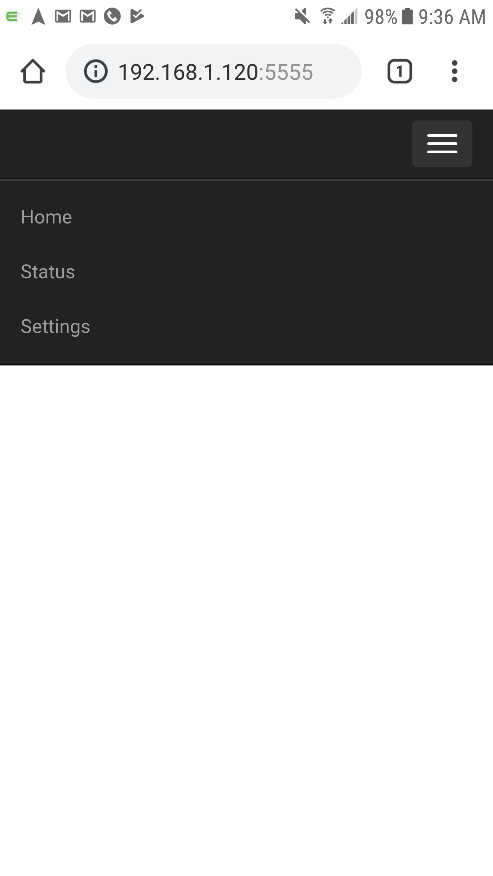 98% 9:36 AM
192.168.1.120:5555 1
Home
Status
Settings